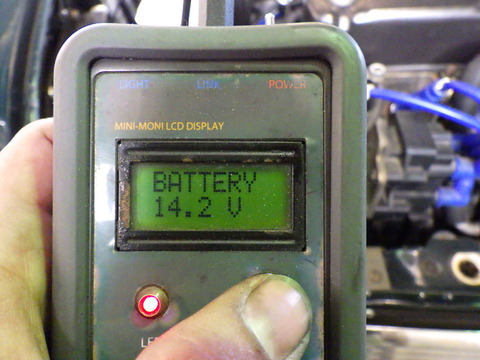 LIGHT LINK POWER
MINI-MONI LCD DISPLAY
BATTERY
14.2 V